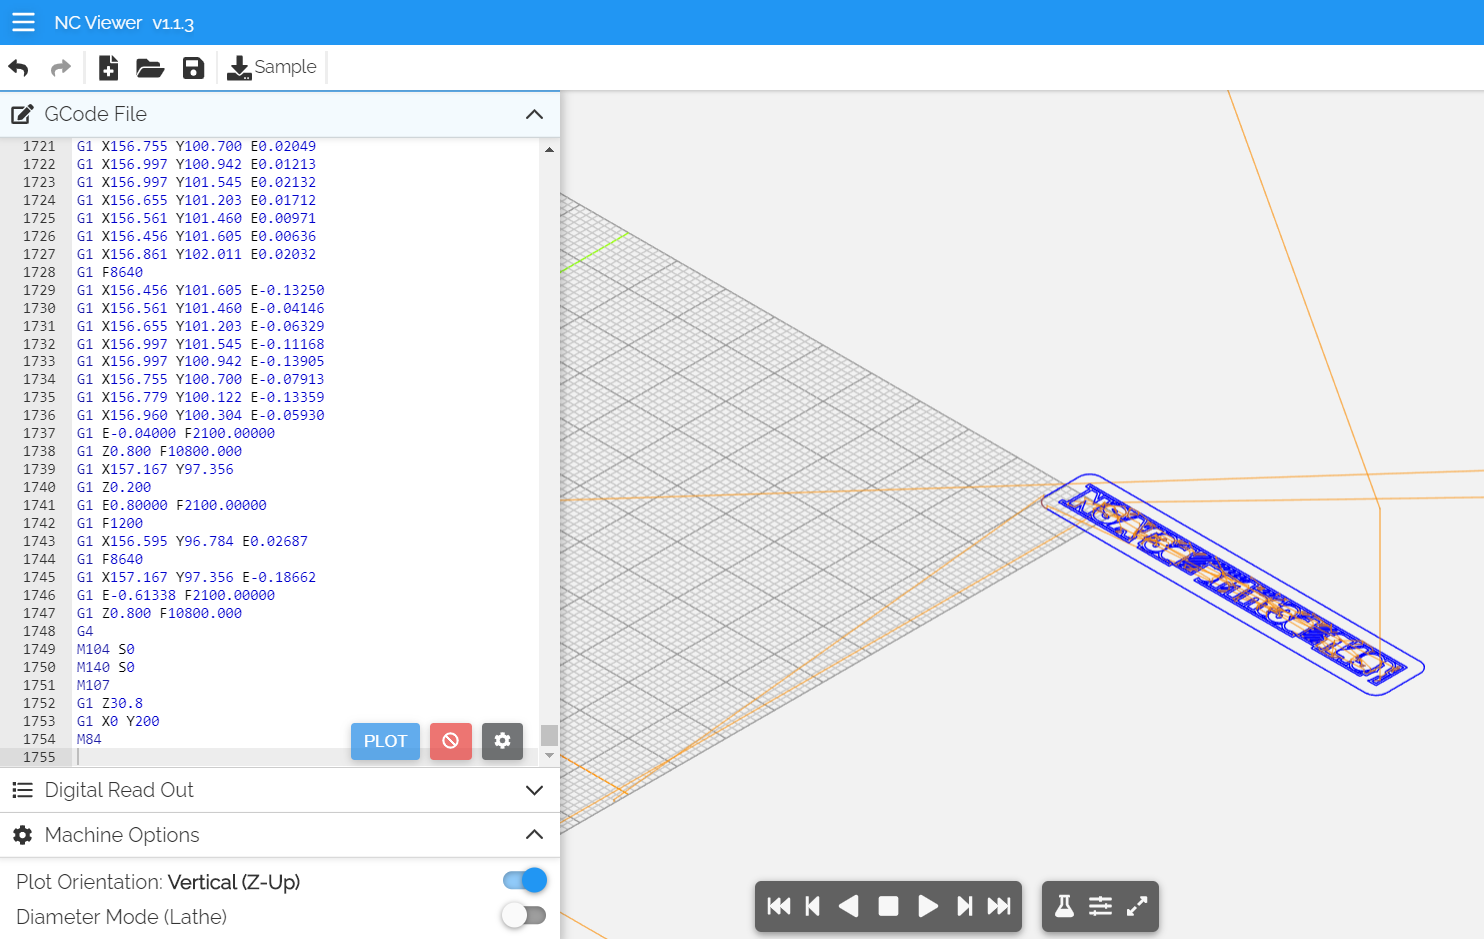 NC Viewer v1.1.3
Sample
GCode File
1721 G1 X156.755 Y100.700 E0.02049
1722 G1 X156.997 Y100.942 E0.01213
1723 G1 X156.997 Y101.545 E0.02132
1724 G1 X156.655 Y101.203 E0.01712
1725 G1 X156.561 Y101.460 E0.00971
1726 G1 X156.456 Y101.605 E0.00636
1727 G1 X156.861 Y102.011 E0.02032
1728 G1 F8640
1729 G1 X156.456 Y101.605 E-0.13250
1730 G1 X156.561 Y101.460 E-0.04146
1731 G1 X156.655 Y101.203 E-0.06329
1732 G1 X156.997 Y101.545 E-0.11168
1733 G1 X156.997 Y100.942 E-0.13905
1734 G1 X156.755 Y100.700 E-0.07913
1735 G1 X156.779 Y100.122 E-0.13359
1736 G1 X156.960 Y100.304 E-0.05930
1737 G1 E-0.04000 F2100.00000
1738 G1 Z0.800 F10800.000
1739 G1 X157.167 Y97.356
1740 G1 Z0.200
1741 G1 E0.80000 F2100.00000
1742 G1 F1200
1743 G1 X156.595 Y96.784 E0.02687
1744 G1 F8640
1745 G1 X157.167 Y97.356 E-0.18662
1746 G1 E-0.61338 F2100.00000
1747 G1 Z0.800 F10800.000
1748 G4
1749 M104 S0
1750 M140 S0
1751 M107
1752 G1 Z30.8
1753 G1 X0 Y200
1754 M84
1755
PLOT
Digital Read Out
Machine Options
Plot Orientation: Vertical (Z-Up)
Diameter Mode (Lathe)